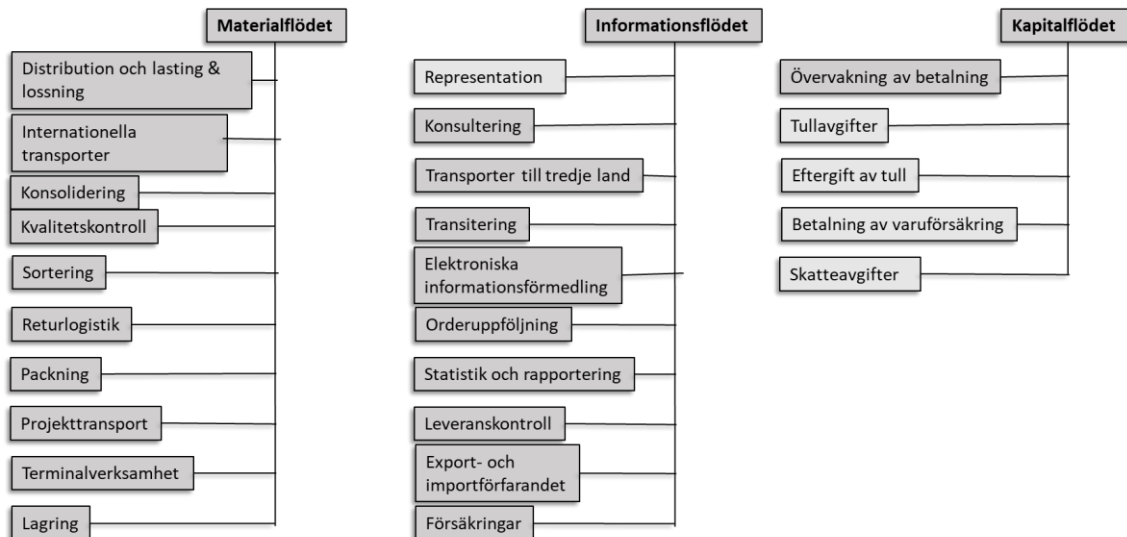 Materialflödet
Distribution och lasting &
lossning
Internationella
transporter
Konsolidering
Kvalitetskontroll
Sortering
Returlogistik
Packning
Projekttransport
Terminalverksamhet
Lagring
Informationsflödet
Representation
Konsultering
Transporter till tredje land
Transitering
Elektroniska
informationsförmedling
Orderuppföljning
Statistik och rapportering
Leveranskontroll
Export- och
importförfarandet
Försäkringar
Kapitalflödet
Övervakning av betalning
Tullavgifter
Eftergift av tull
Betalning av varuförsäkring
Skatteavgifter